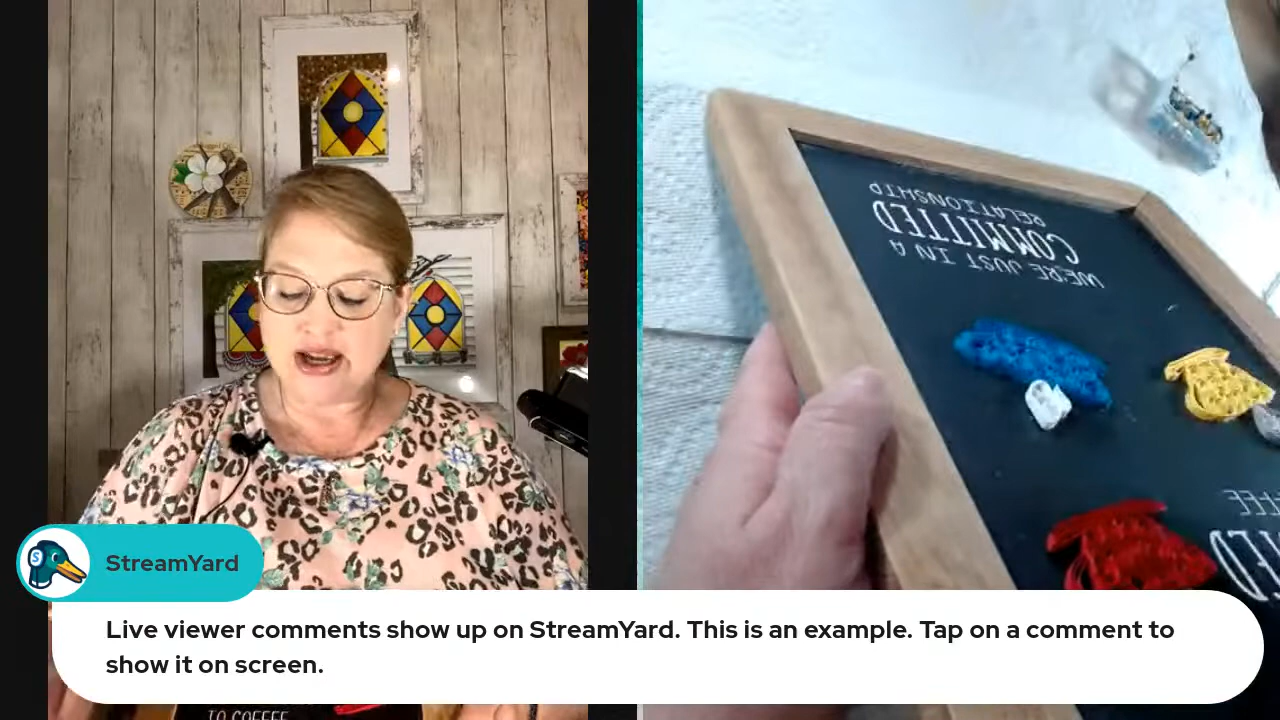 RELATIONSHIP
COMMITTED
WE'RE JUST IN A
StreamYard
Live viewer comments show up on StreamYard. This is an example. Tap on a comment to
show it on screen.
TO COFFEE